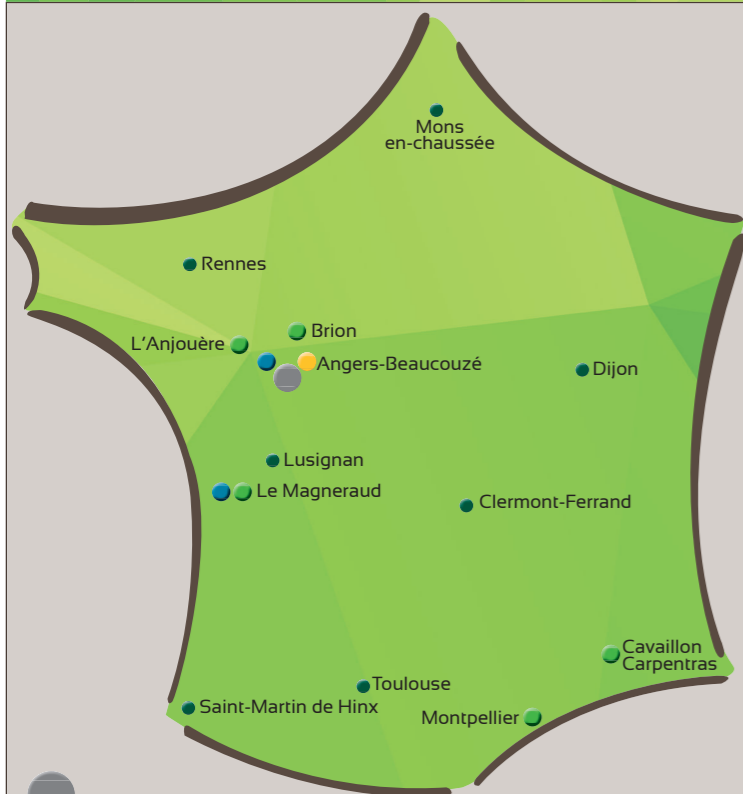 Mons
en-chaussée
Rennes
Brion
L'Anjouère
Angers-Beaucouzé
Dijon
Lusignan
Le Magneraud
Clermont-Ferrand
Cavaillon
Carpentras
Toulouse
Saint-Martin de Hinx
Montpellier